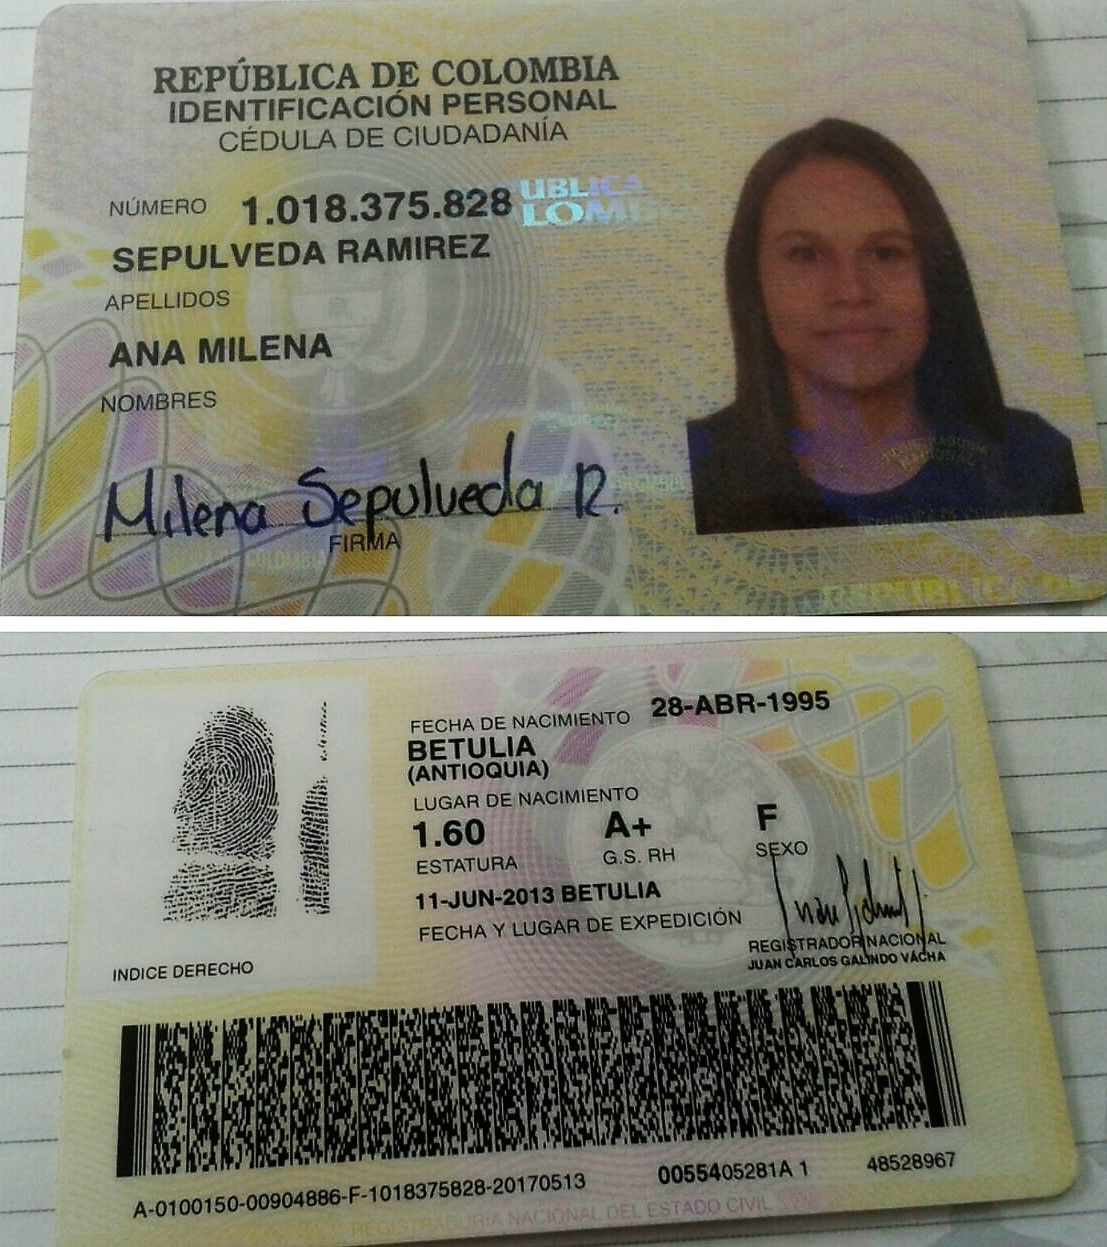 REPÚBLICA DE COLOMBIA
IDENTIFICACIÓN PERSONAL
CÉDULA DE CIUDADANÍA
NÚMERO 1.018.375.828
SEPULVEDA RAMIREZ
APELLIDOS
ANA MILENA
NOMBRES
Milena Sepulveda R.
FIRMA
FECHA DE NACIMIENTO 28-ABR-1995
BETULIA
(ANTIOQUIA)
LUGAR DE NACIMIENTO
1.60 A+ F
ESTATURA G.S. RH SEXO
11-JUN-2013 BETULIA
FECHA Y LUGAR DE EXPEDICIÓN
REGISTRADOR NACIONAL
JUAN CARLOS GALINDO VÁCHA
INDICE DERECHO
A-0100150-00904886-F-1018375828-20170513 0055405281A 1 48528967
REGISTRADURIA NACIONAL DEL ESTADO CIVIL